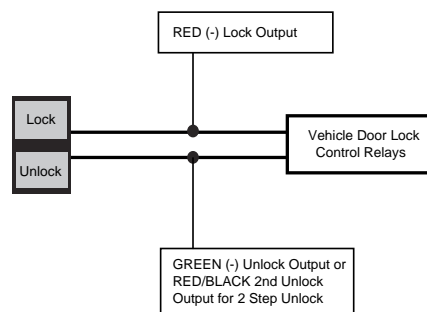 RED (-) Lock Output
Lock
Unlock
Vehicle Door Lock
Control Relays
GREEN (-) Unlock Output or
RED/BLACK 2nd Unlock
Output for 2 Step Unlock